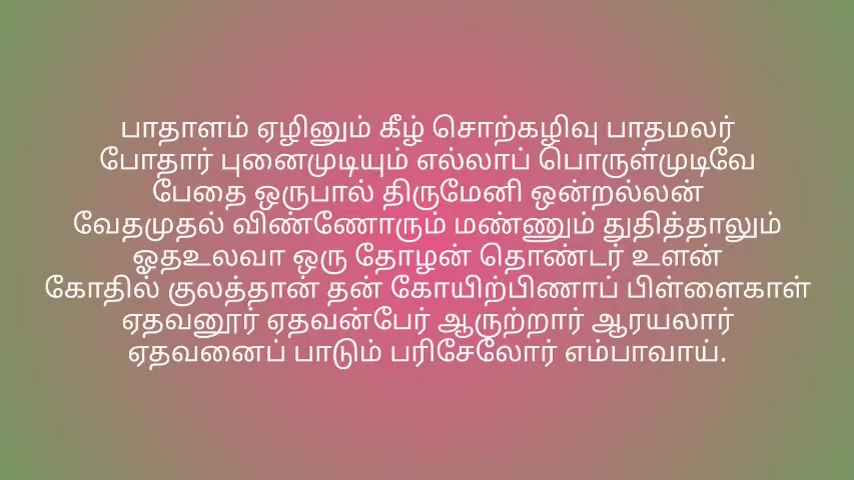 பாதாளம் ஏழினும் கீழ் சொற்கழிவு பாதமலர்
போதார் புனைமுடியும் எல்லாப் பொருள்முடிவே
பேதை ஒருபால் திருமேனி ஒன்றல்லன்
வேதமுதல் விண்ணோரும் மண்ணும் துதித்தாலும்
ஓதஉலவா ஒரு தோழன் தொண்டர் உளன்
கோதில் குலத்தான் தன் கோயிற்பிணாப் பிள்ளைகாள்
ஏதவனூர் ஏதவன்பேர் ஆருற்றார் ஆரயலார்
ஏதவனைப் பாடும் பரிசேலோர் எம்பாவாய்.